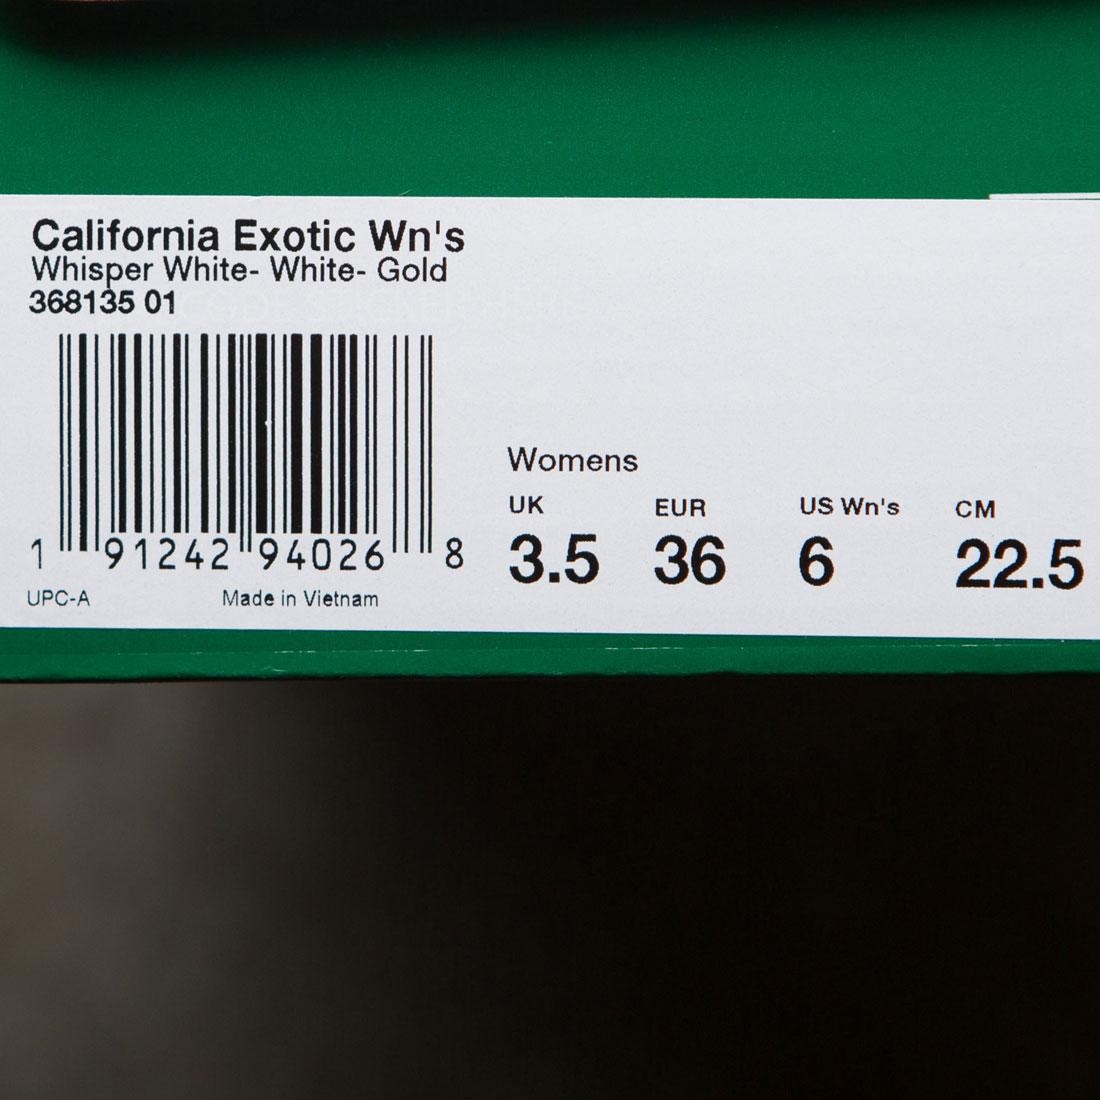 California Exotic Wn's
Whisper White- White- Gold
368135 01
1 91242 94026 8
UPC-A Made in Vietnam
Womens
UK EUR US Wn's CM
3.5 36 6 22.5